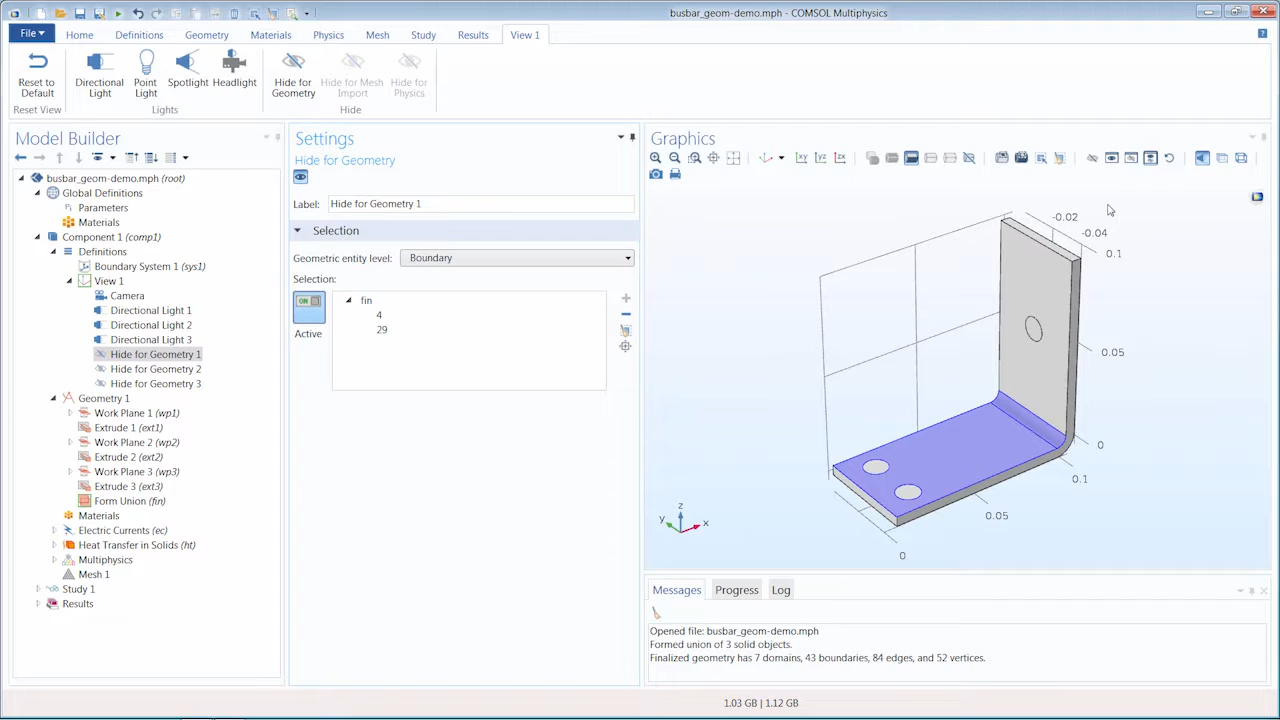 busbar_geom-demo.mph - COMSOL Multiphysics
File
Home
Definitions
Geometry
Materials
Physics
Mesh
Study
Results
View 1
Reset to Default
Directional Light
Point Light
Spotlight
Headlight
Hide for Geometry
Hide for Mesh Import
Hide for Physics
Reset View
Lights
Hide
Model Builder
busbar_geom-demo.mph (root)
Global Definitions
Pi Parameters
Materials
Component 1 (comp1)
Definitions
Boundary System 1 (sys1)
View 1
Camera
Directional Light 1
Directional Light 2
Directional Light 3
Hide for Geometry 1
Hide for Geometry 2
Hide for Geometry 3
Geometry 1
Work Plane 1 (wp1)
Extrude 1 (ext1)
Work Plane 2 (wp2)
Extrude 2 (ext2)
Work Plane 3 (wp3)
Extrude 3 (ext3)
Form Union (fin)
Materials
Electric Currents (ec)
Heat Transfer in Solids (ht)
Multiphysics
Mesh 1
Study 1
Results
Settings
Hide for Geometry
Label: Hide for Geometry 1
Selection
Geometric entity level: Boundary
Selection:
ON
Active
fin
4
29
Graphics
xy yz zx
-0.02
-0.04
0.1
0.05
0
0.1
0.05
0
z
y
x
Messages
Progress
Log
Opened file: busbar_geom-demo.mph
Formed union of 3 solid objects.
Finalized geometry has 7 domains, 43 boundaries, 84 edges, and 52 vertices.
1.03 GB | 1.12 GB